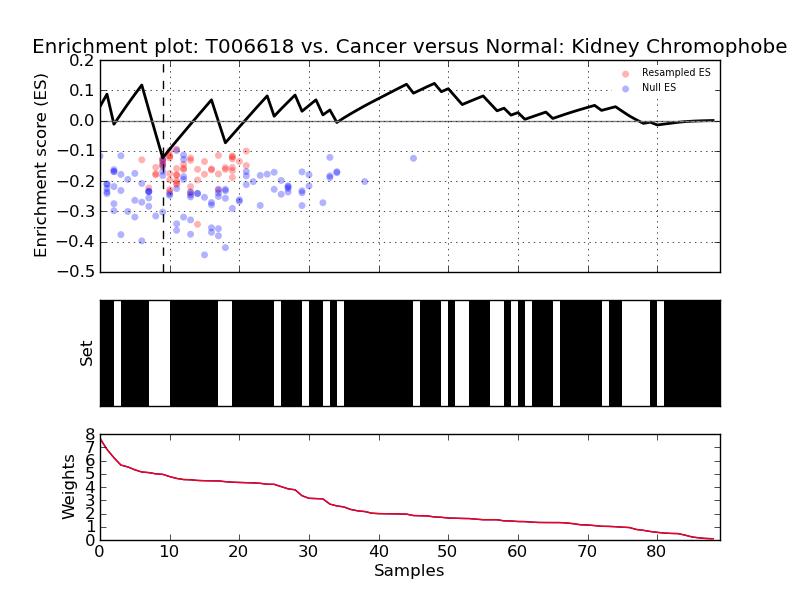 Enrichment plot: T006618 vs. Cancer versus Normal: Kidney Chromophobe
Enrichment score (ES)
0.2
0.1
0.0
−0.1
−0.2
−0.3
−0.4
−0.5
Resampled ES
Null ES
Set
Weights
8
7
6
5
4
3
2
1
0
0 10 20 30 40 50 60 70 80
Samples